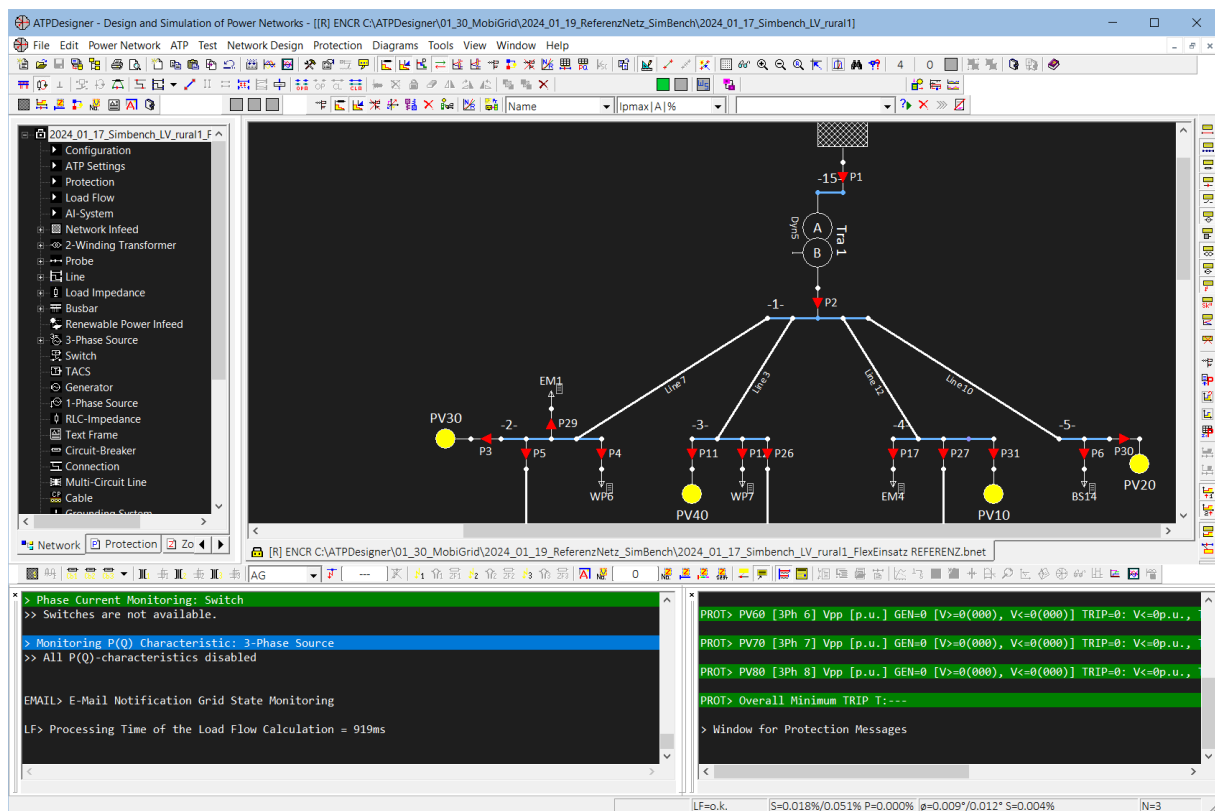 ATPDesigner - Design and Simulation of Power Networks - [[R] ENCR C:\ATPDesigner\01_30_MobiGrid\2024_01_19_ReferenzNetz_SimBench\2024_01_17_Simbench_LV_rural1]
File Edit Power Network ATP Test Network Design Protection Diagrams Tools View Window Help
4 0
Name Ipmax|A|%
2024_01_17_Simbench_LV_rural1_F
Configuration
ATP Settings
Protection
Load Flow
AI-System
Network Infeed
2-Winding Transformer
Probe
Line
Load Impedance
Busbar
Renewable Power Infeed
3-Phase Source
Switch
TACS
Generator
1-Phase Source
RLC-Impedance
Text Frame
Circuit-Breaker
Connection
Multi-Circuit Line
Cable
Grounding System
Network Protection Zo
-15- P1
Dyn5 A B Tra 1
-1- P2
Line 7 Line 3 Line 12 Line 10
EM1
PV30 -2- P29 -3- -4- -5-
P3 P5 P4 P11 P12 P26 P17 P27 P31 P6 P30
WP6 WP7 EM4 BS14 PV20
PV40 PV10
[R] ENCR C:\ATPDesigner\01_30_MobiGrid\2024_01_19_ReferenzNetz_SimBench\2024_01_17_Simbench_LV_rural1_FlexEinsatz REFERENZ.bnet
AG --- 0
> Phase Current Monitoring: Switch
>> Switches are not available.
> Monitoring P(Q) Characteristic: 3-Phase Source
>> All P(Q)-characteristics disabled
EMAIL> E-Mail Notification Grid State Monitoring
LF> Processing Time of the Load Flow Calculation = 919ms
PROT> PV60 [3Ph 6] Vpp [p.u.] GEN=0 [V>=0(000), V<=0(000)] TRIP=0: V<=0p.u.,
PROT> PV70 [3Ph 7] Vpp [p.u.] GEN=0 [V>=0(000), V<=0(000)] TRIP=0: V<=0p.u.,
PROT> PV80 [3Ph 8] Vpp [p.u.] GEN=0 [V>=0(000), V<=0(000)] TRIP=0: V<=0p.u.,
PROT> Overall Minimum TRIP T:---
> Window for Protection Messages
LF=o.k. S=0.018%/0.051% P=0.000% ø=0.009°/0.012° S=0.004% N=3